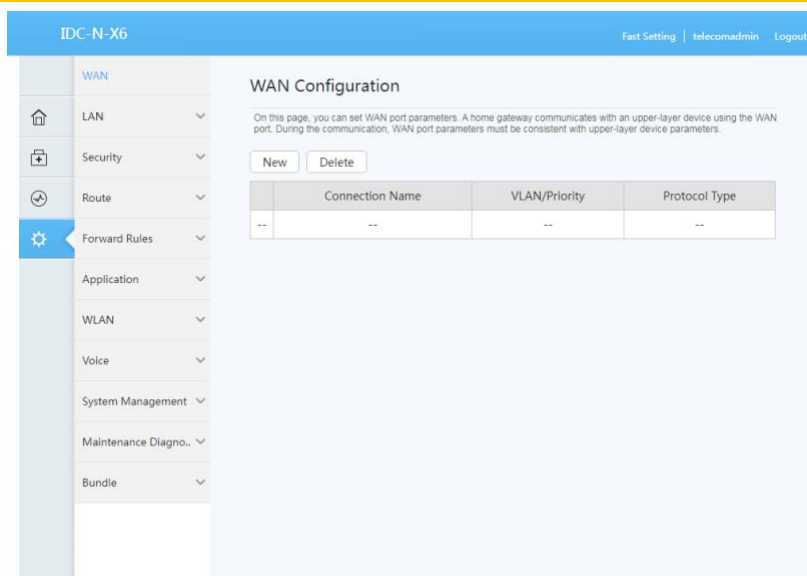 IDC-N-X6
Fast Setting | telecomadmin Logout
WAN
LAN
Security
Route
Forward Rules
Application
WLAN
Voice
System Management
Maintenance Diagno..
Bundle
WAN Configuration
On this page, you can set WAN port parameters. A home gateway communicates with an upper-layer device using the WAN
port. During the communication, WAN port parameters must be consistent with upper-layer device parameters.
New Delete
Connection Name VLAN/Priority Protocol Type
-- -- -- --